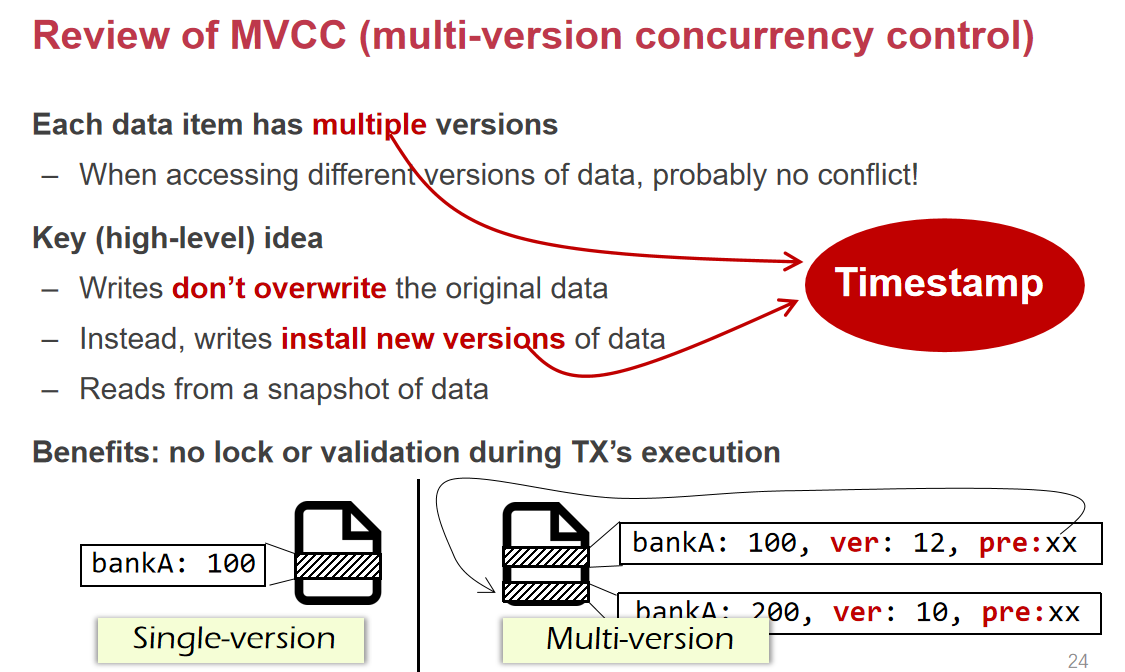 Review of MVCC (multi-version concurrency control)
Each data item has multiple versions
– When accessing different versions of data, probably no conflict!
Key (high-level) idea
– Writes don’t overwrite the original data
– Instead, writes install new versions of data
– Reads from a snapshot of data
Timestamp
Benefits: no lock or validation during TX’s execution
bankA: 100
Single-version
bankA: 100, ver: 12, pre:xx
bankA: 200, ver: 10, pre:xx
Multi-version
24